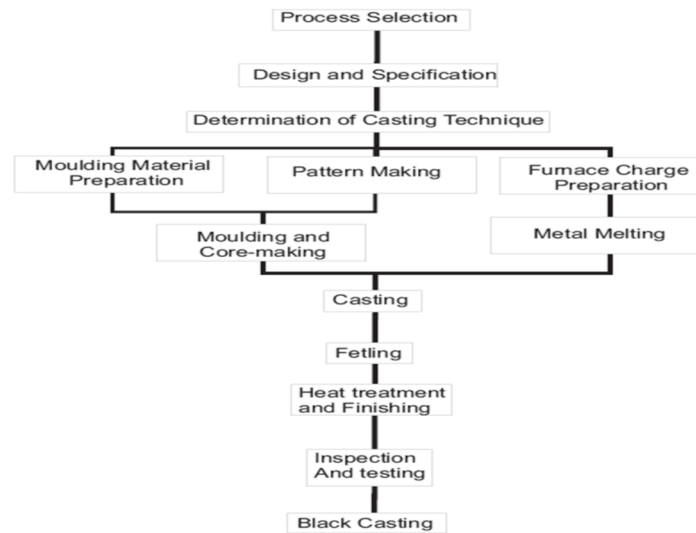 Process Selection
Design and Specification
Determination of Casting Technique
Moulding Material
Preparation
Pattern Making
Furnace Charge
Preparation
Moulding and
Core-making
Metal Melting
Casting
Fetling
Heat treatment
and Finishing
Inspection
And testing
Black Casting